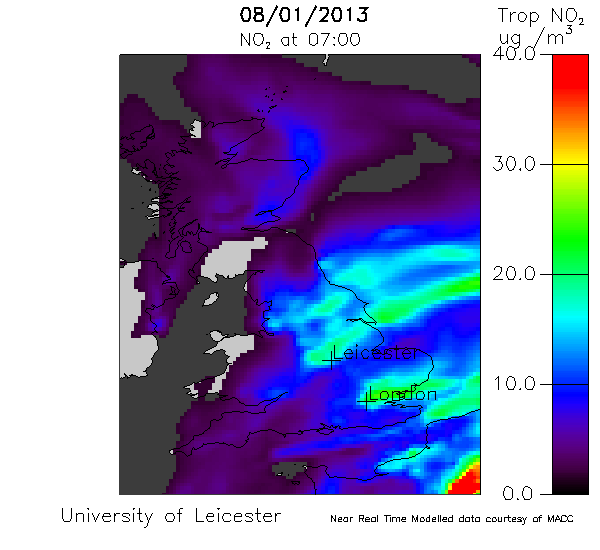 08/01/2013
NO₂ at 07:00
Trop NO₂
ug /m³
40.0
30.0
20.0
10.0
0.0
Leicester
London
University of Leicester
Near Real Time Modelled data courtesy of MACC